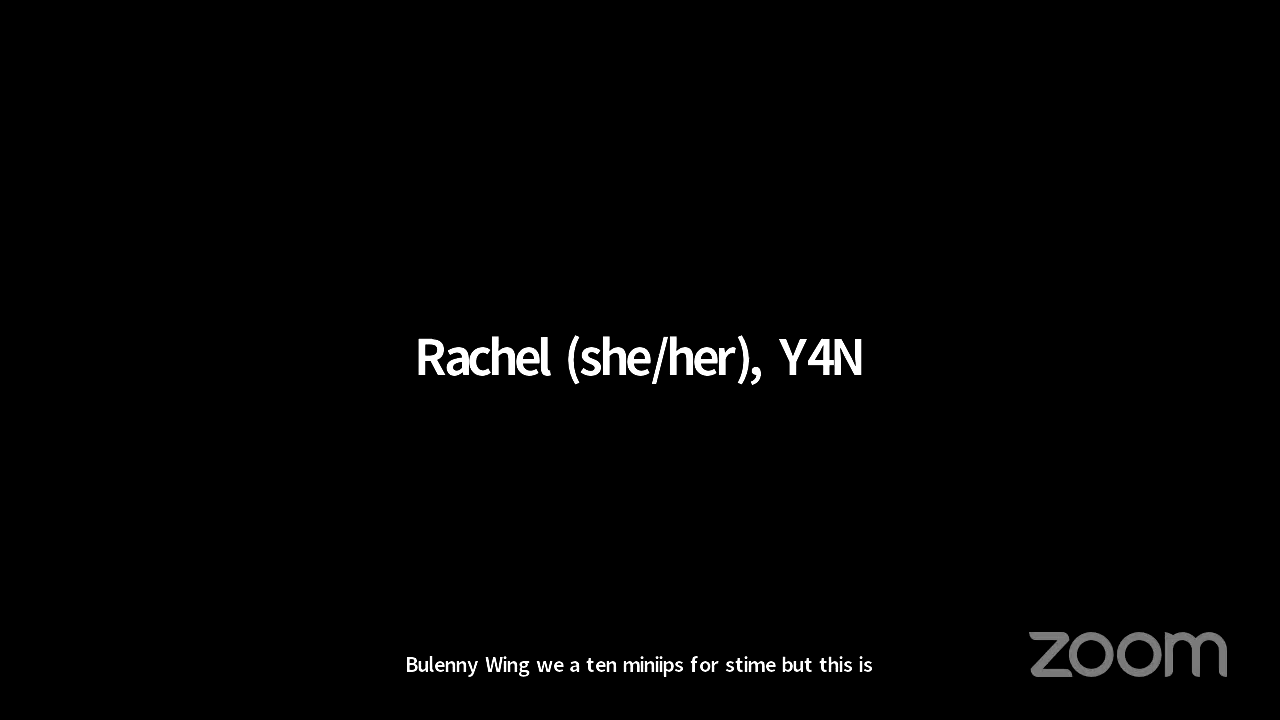 Rachel (she/her), Y4N
Bulenny Wing we a ten miniips for stime but this is
zoom